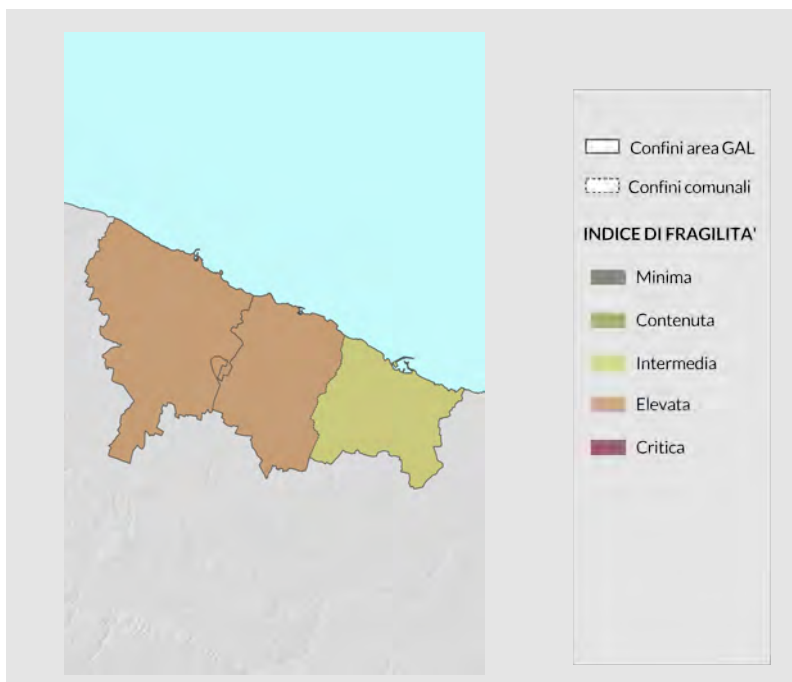 Confini area GAL
Confini comunali
INDICE DI FRAGILITA'
Minima
Contenuta
Intermedia
Elevata
Critica